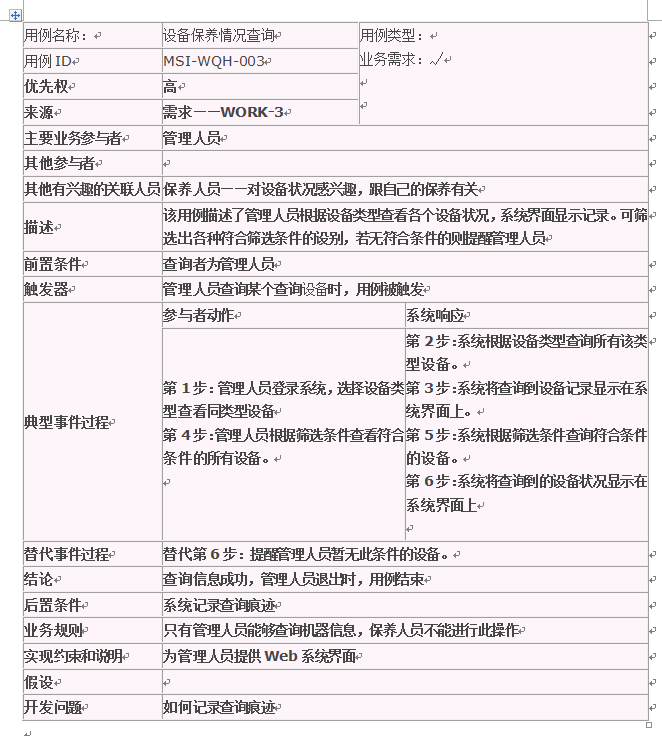 用例名称：
设备保养情况查询
用例类型：
业务需求：√
用例 ID
MSI-WQH-003
优先权
高
来源
需求——WORK-3
主要业务参与者
管理人员
其他参与者
其他有兴趣的关联人员
保养人员——对设备状况感兴趣，跟自己的保养有关
描述
该用例描述了管理人员根据设备类型查看各个设备状况，系统界面显示记录。可筛
选出各种符合筛选条件的设别，若无符合条件的则提醒管理人员
前置条件
查询者为管理人员
触发器
管理人员查询某个查询设备时，用例被触发
典型事件过程
参与者动作
系统响应
第 1 步：管理人员登录系统，选择设备类
型查看同类型设备
第 4 步：管理人员根据筛选条件查看符合
条件的所有设备。
第 2 步：系统根据设备类型查询所有该类
型设备。
第 3 步：系统将查询到设备记录显示在系
统界面上。
第 5 步：系统根据筛选条件查询符合条件
的设备。
第 6 步：系统将查询到的设备状况显示在
系统界面上
替代事件过程
替代第 6 步：提醒管理人员暂无此条件的设备。
结论
查询信息成功，管理人员退出时，用例结束
后置条件
系统记录查询痕迹
业务规则
只有管理人员能够查询机器信息，保养人员不能进行此操作
实现约束和说明
为管理人员提供 Web 系统界面
假设
开发问题
如何记录查询痕迹